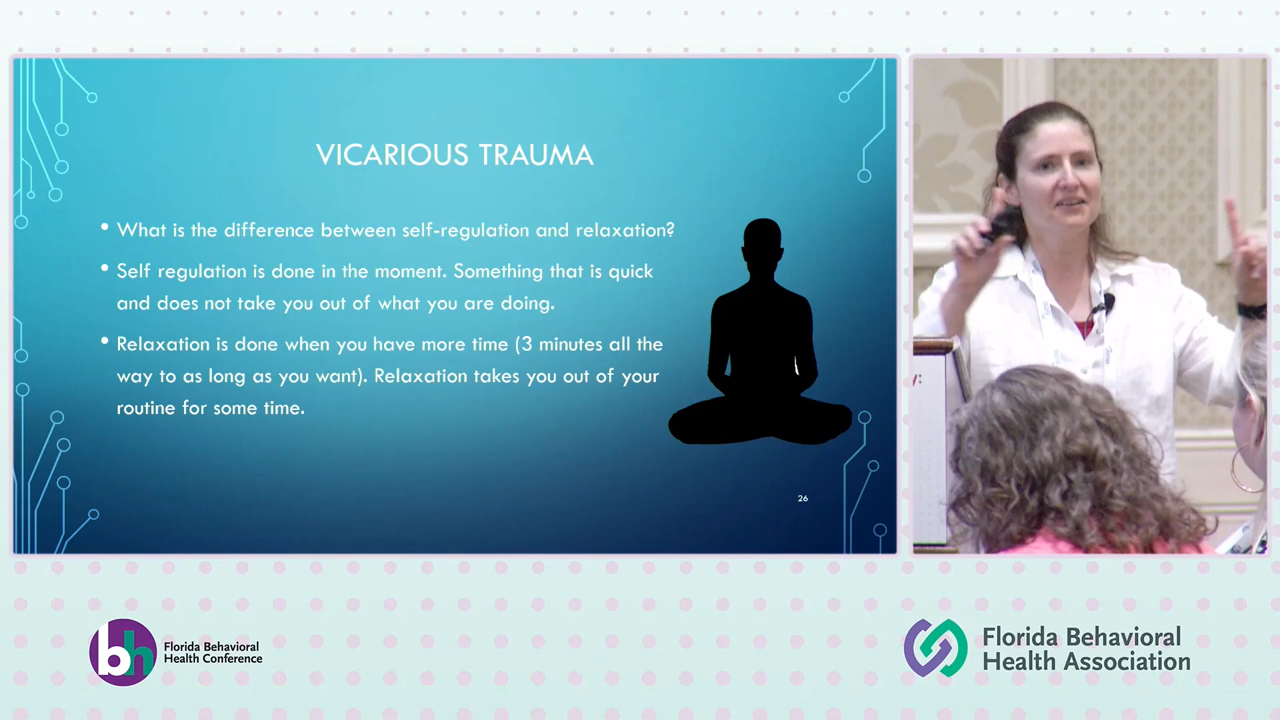 VICARIOUS TRAUMA
• What is the difference between self-regulation and relaxation?
• Self regulation is done in the moment. Something that is quick
and does not take you out of what you are doing.
• Relaxation is done when you have more time (3 minutes all the
way to as long as you want). Relaxation takes you out of your
routine for some time.
26
y:
bh
Florida Behavioral
Health Conference
Florida Behavioral
Health Association